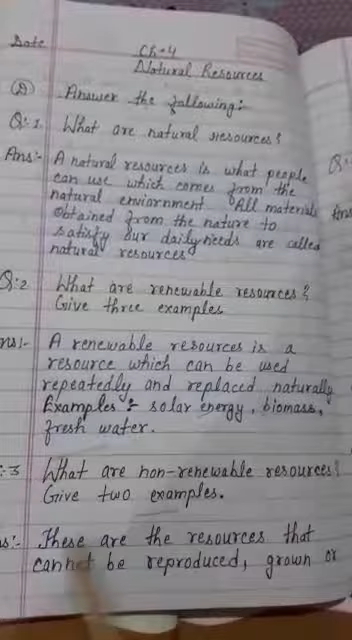 Date
Ch-4
Natural Resources
(D) Answer the following:-
Q:1 What are natural resources?
Ans:- A natural resources is what people
can use which comes from the
natural enviornment. All materials
obtained from the nature to
satisfy our daily needs are called
natural resources
Q:2 What are renewable resources?
Give three examples
ns:- A renewable resources is a
resource which can be used
repeatedly and replaced naturally
Examples:- solar energy, biomass,
fresh water.
:3 What are non-renewable resources?
Give two examples.
s:- These are the resources that
cannot be reproduced, grown or